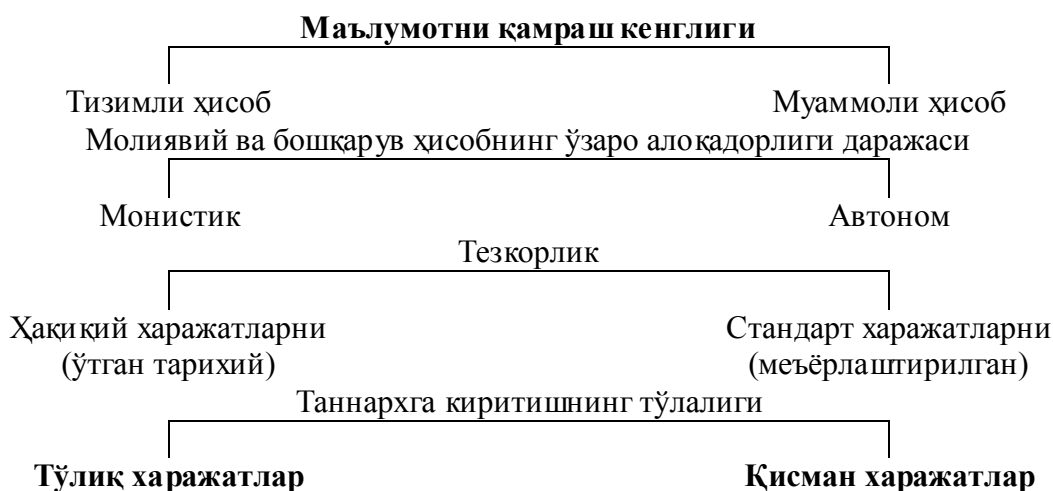 Маълумотни қамраш кенглиги
Тизимли ҳисоб Муаммоли ҳисоб
Молиявий ва бошқарув ҳисобнинг ўзаро алоқадорлиги даражаси
Монистик Автоном
Тезкорлик
Ҳақиқий харажатларни Стандарт харажатларни
(ўтган тарихий) (меъёрлаштирилган)
Таннархга киритишнинг тўлалиги
Тўлиқ харажатлар Қисман харажатлар